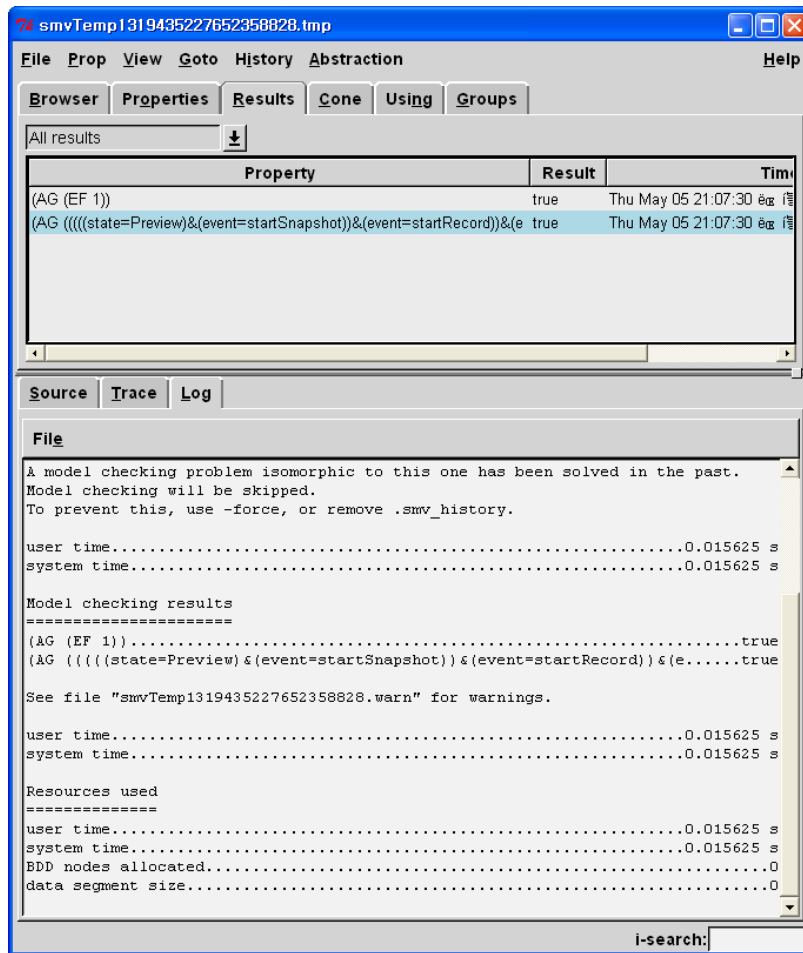 smvTemp1319435227652358828.tmp
File Prop View Goto History Abstraction Help
Browser Properties Results Cone Using Groups
All results
Property Result Time
(AG (EF 1)) true Thu May 05 21:07:30
(AG (((((state=Preview)&(event=startSnapshot))&(event=startRecord))&(e true Thu May 05 21:07:30
Source Trace Log
File
A model checking problem isomorphic to this one has been solved in the past.
Model checking will be skipped.
To prevent this, use -force, or remove .smv_history.
user time.......................................................0.015625 s
system time.....................................................0.015625 s
Model checking results
======================
(AG (EF 1))..........................................................true
(AG (((((state=Preview)&(event=startSnapshot))&(event=startRecord))&(e......true
See file "smvTemp1319435227652358828.warn" for warnings.
user time.......................................................0.015625 s
system time.....................................................0.015625 s
Resources used
==============
user time.......................................................0.015625 s
system time.....................................................0.015625 s
BDD nodes allocated.....................................................0
data segment size.......................................................0
i-search: